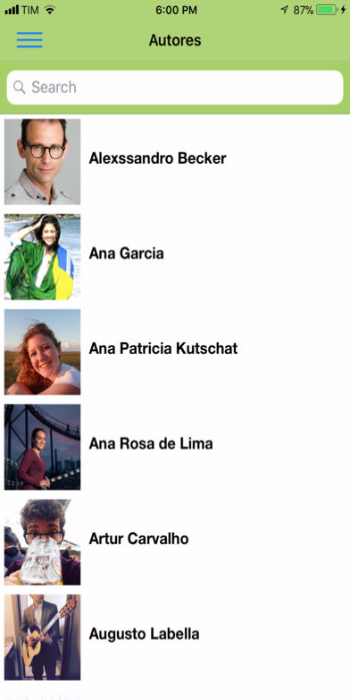 TIM 6:00 PM 87%
Autores
Search
Alexssandro Becker
Ana Garcia
Ana Patricia Kutschat
Ana Rosa de Lima
Artur Carvalho
Augusto Labella